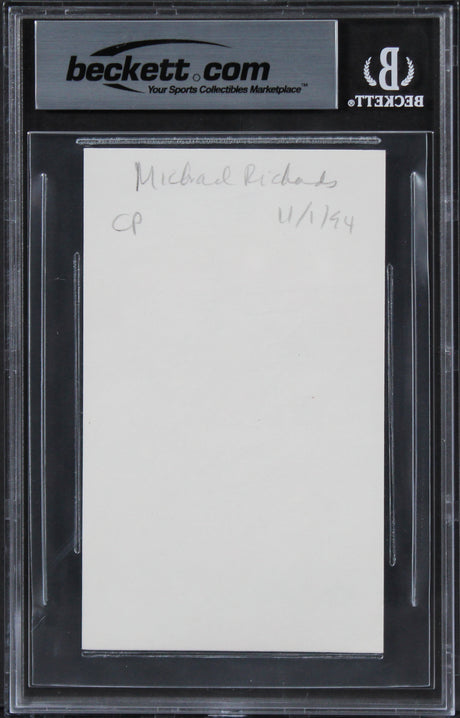 beckett.com
Your Sports Collectibles Marketplace™
B
BECKETT®
Michael Richards
CP 11/1/94